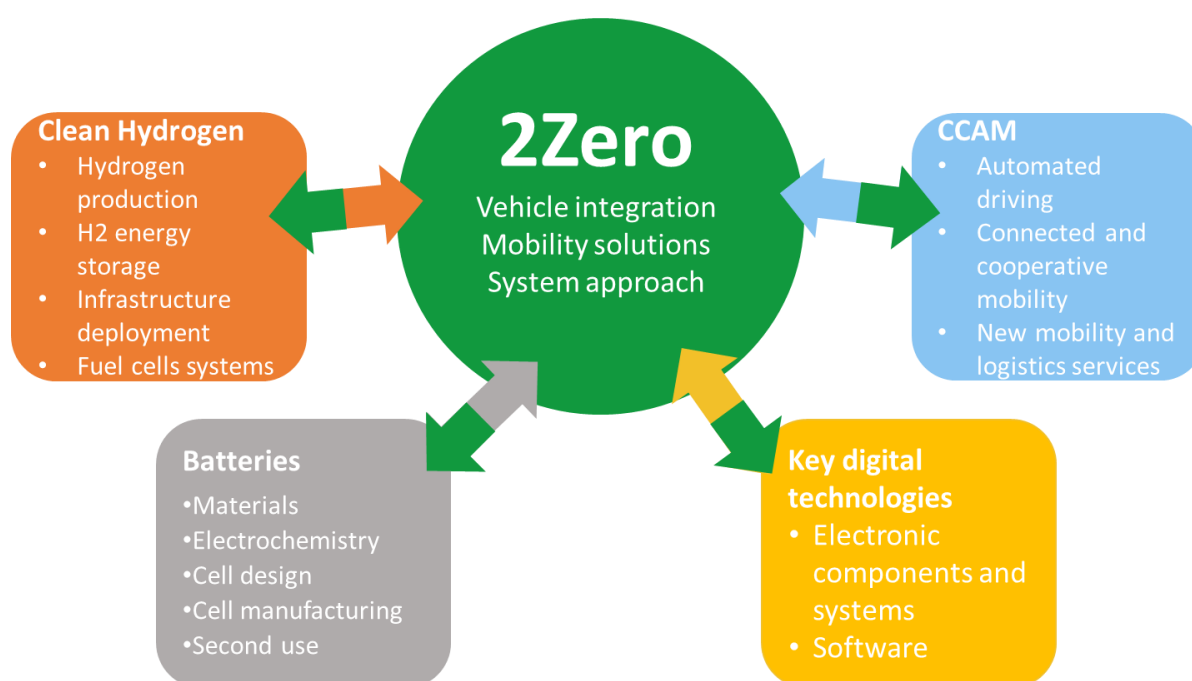 2Zero
Vehicle integration
Mobility solutions
System approach
Clean Hydrogen
• Hydrogen
production
• H2 energy
storage
• Infrastructure
deployment
• Fuel cells systems
CCAM
• Automated
driving
• Connected and
cooperative
mobility
• New mobility and
logistics services
Batteries
•Materials
•Electrochemistry
•Cell design
•Cell manufacturing
•Second use
Key digital
technologies
• Electronic
components and
systems
• Software